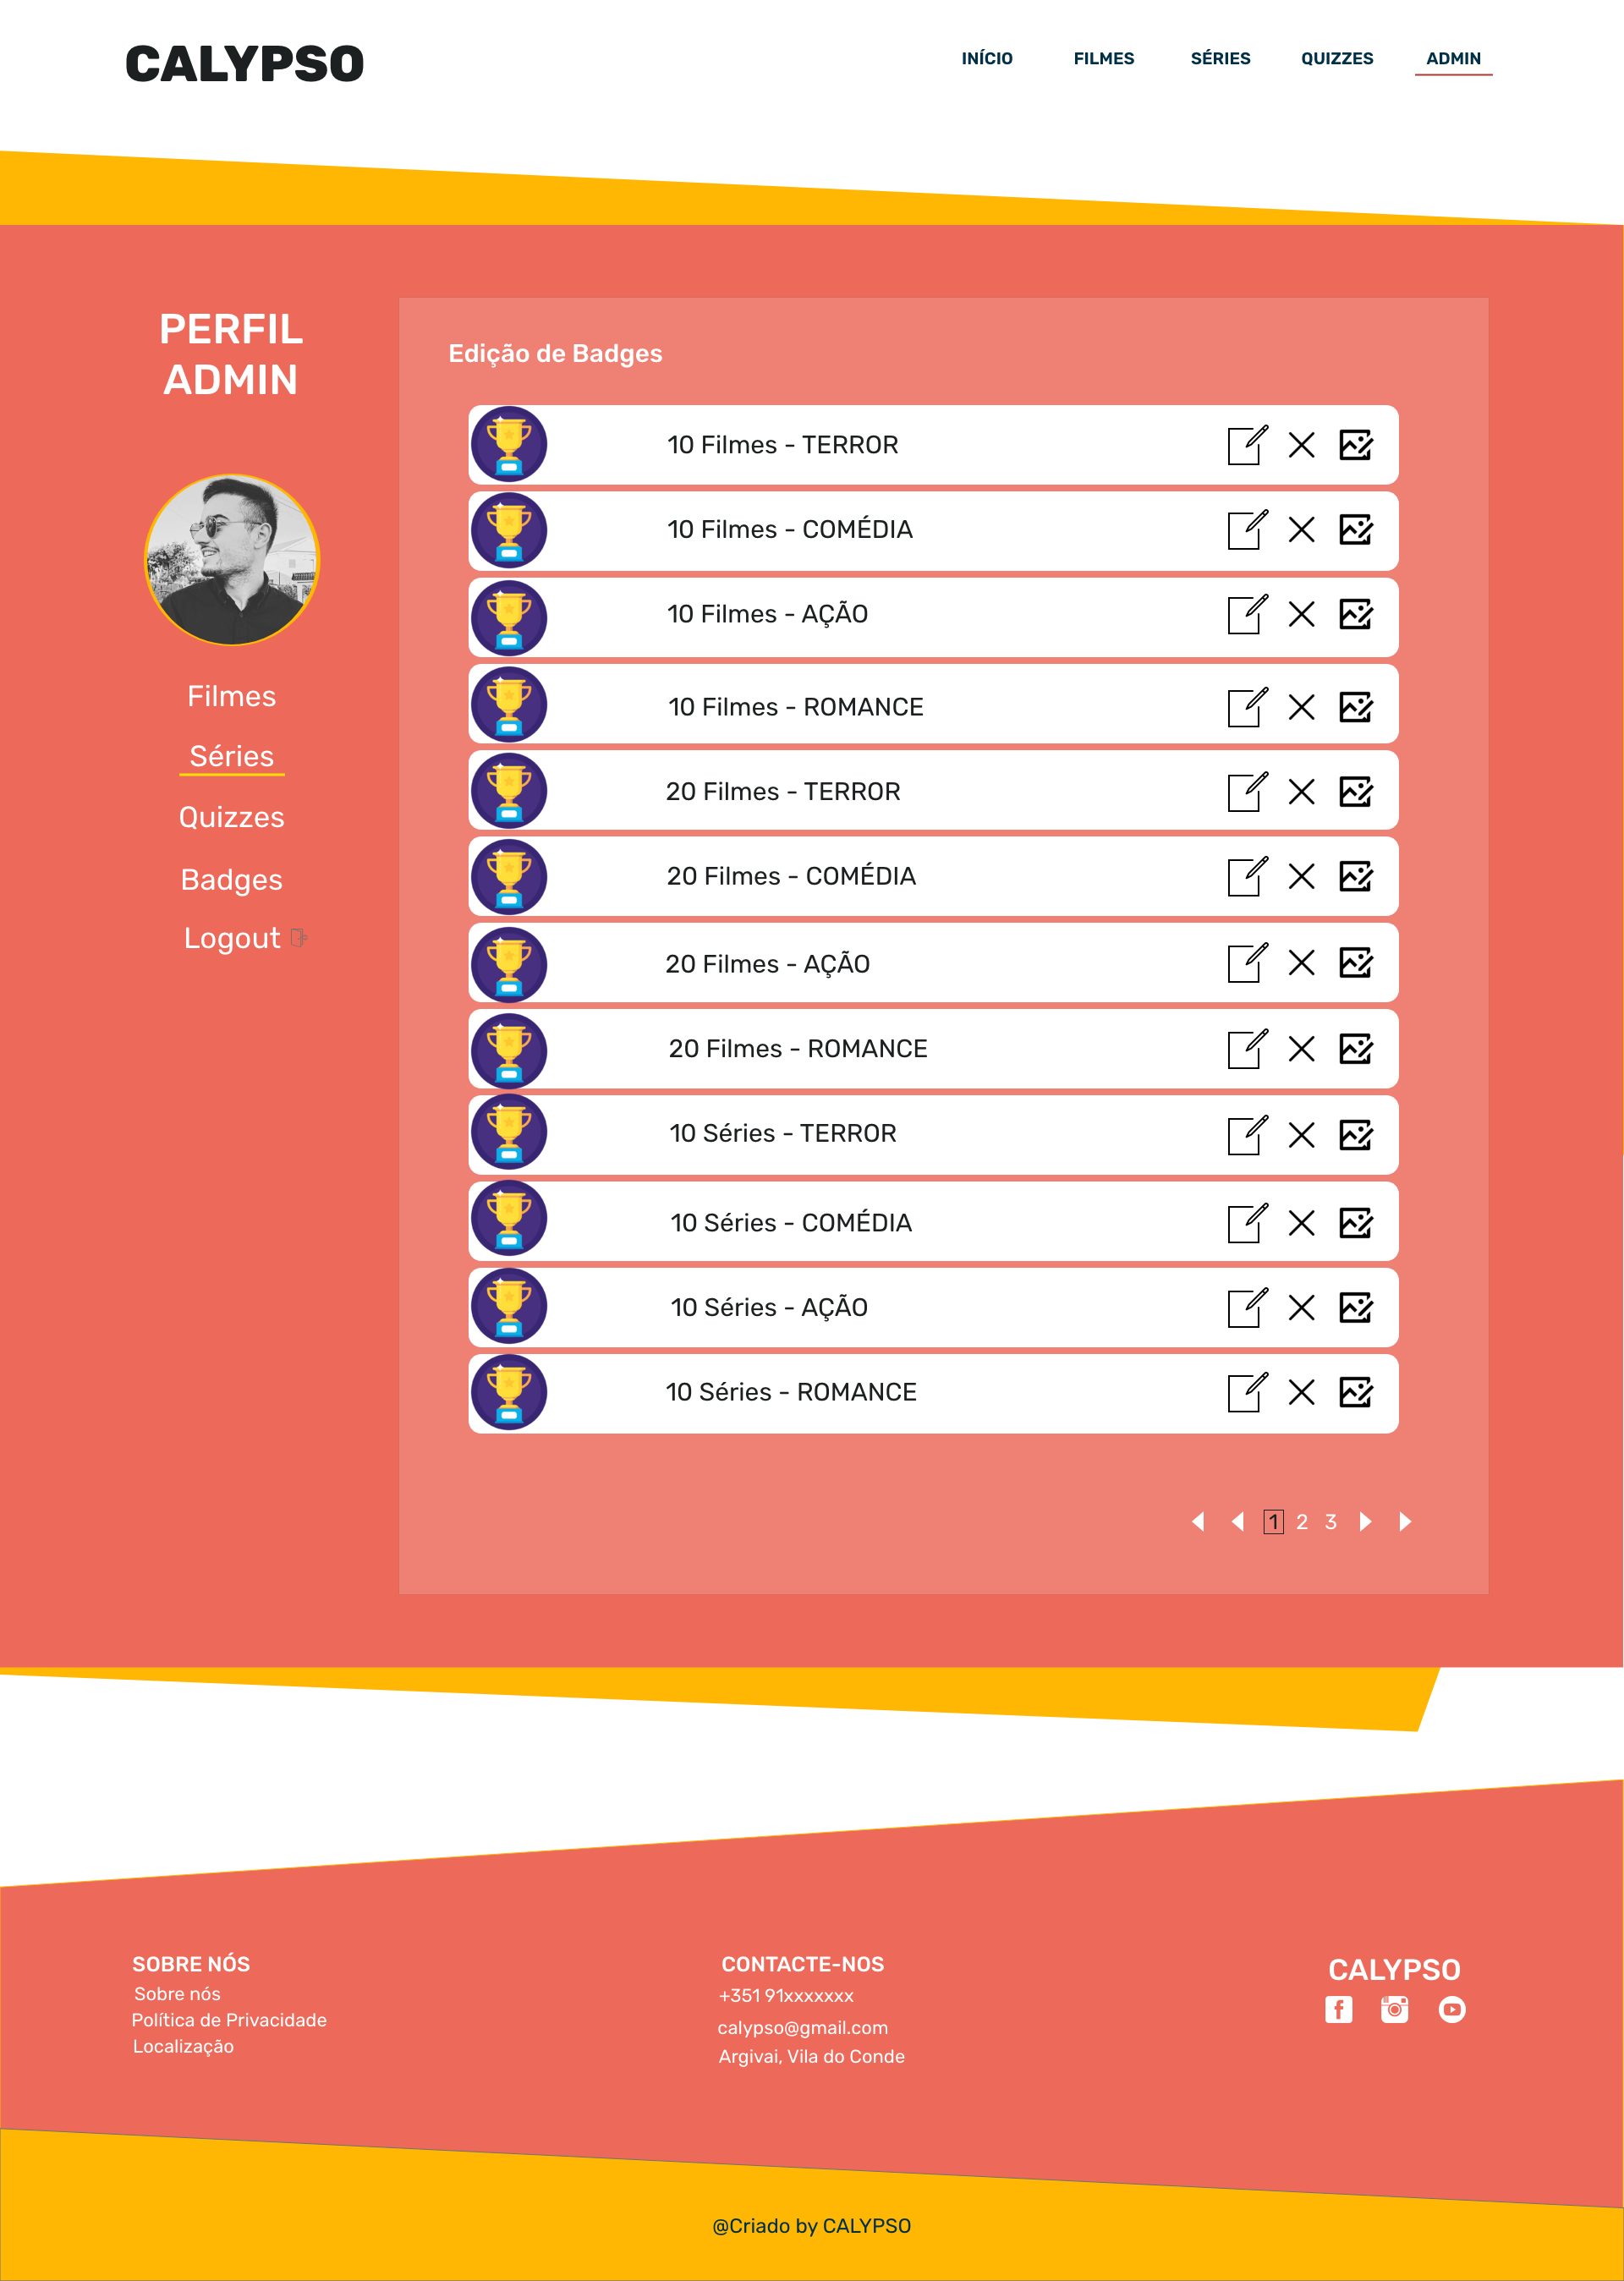 CALYPSO
INÍCIO FILMES SÉRIES QUIZZES ADMIN
PERFIL
ADMIN
Filmes
Séries
Quizzes
Badges
Logout
Edição de Badges
10 Filmes - TERROR
10 Filmes - COMÉDIA
10 Filmes - AÇÃO
10 Filmes - ROMANCE
20 Filmes - TERROR
20 Filmes - COMÉDIA
20 Filmes - AÇÃO
20 Filmes - ROMANCE
10 Séries - TERROR
10 Séries - COMÉDIA
10 Séries - AÇÃO
10 Séries - ROMANCE
1 2 3
SOBRE NÓS
Sobre nós
Política de Privacidade
Localização
CONTACTE-NOS
+351 91xxxxxxx
calypso@gmail.com
Argivai, Vila do Conde
CALYPSO
@Criado by CALYPSO